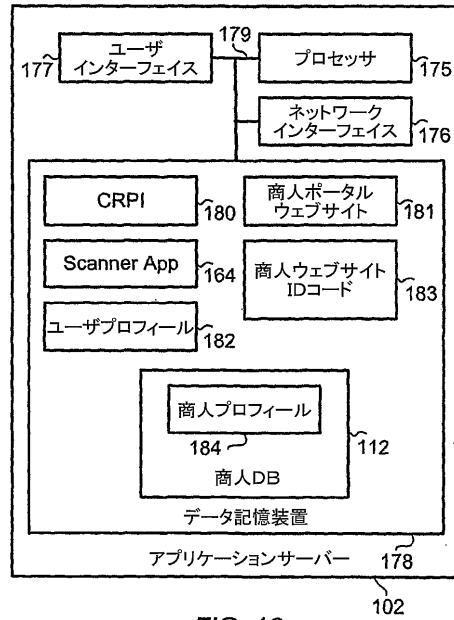 179
ユーザ
インターフェイス
177
プロセッサ
175
ネットワーク
インターフェイス
176
CRPI
180
商人ポータル
ウェブサイト
181
Scanner App
164
商人ウェブサイト
IDコード
183
ユーザプロフィール
182
商人プロフィール
184
112
商人DB
データ記憶装置
178
アプリケーションサーバー
102